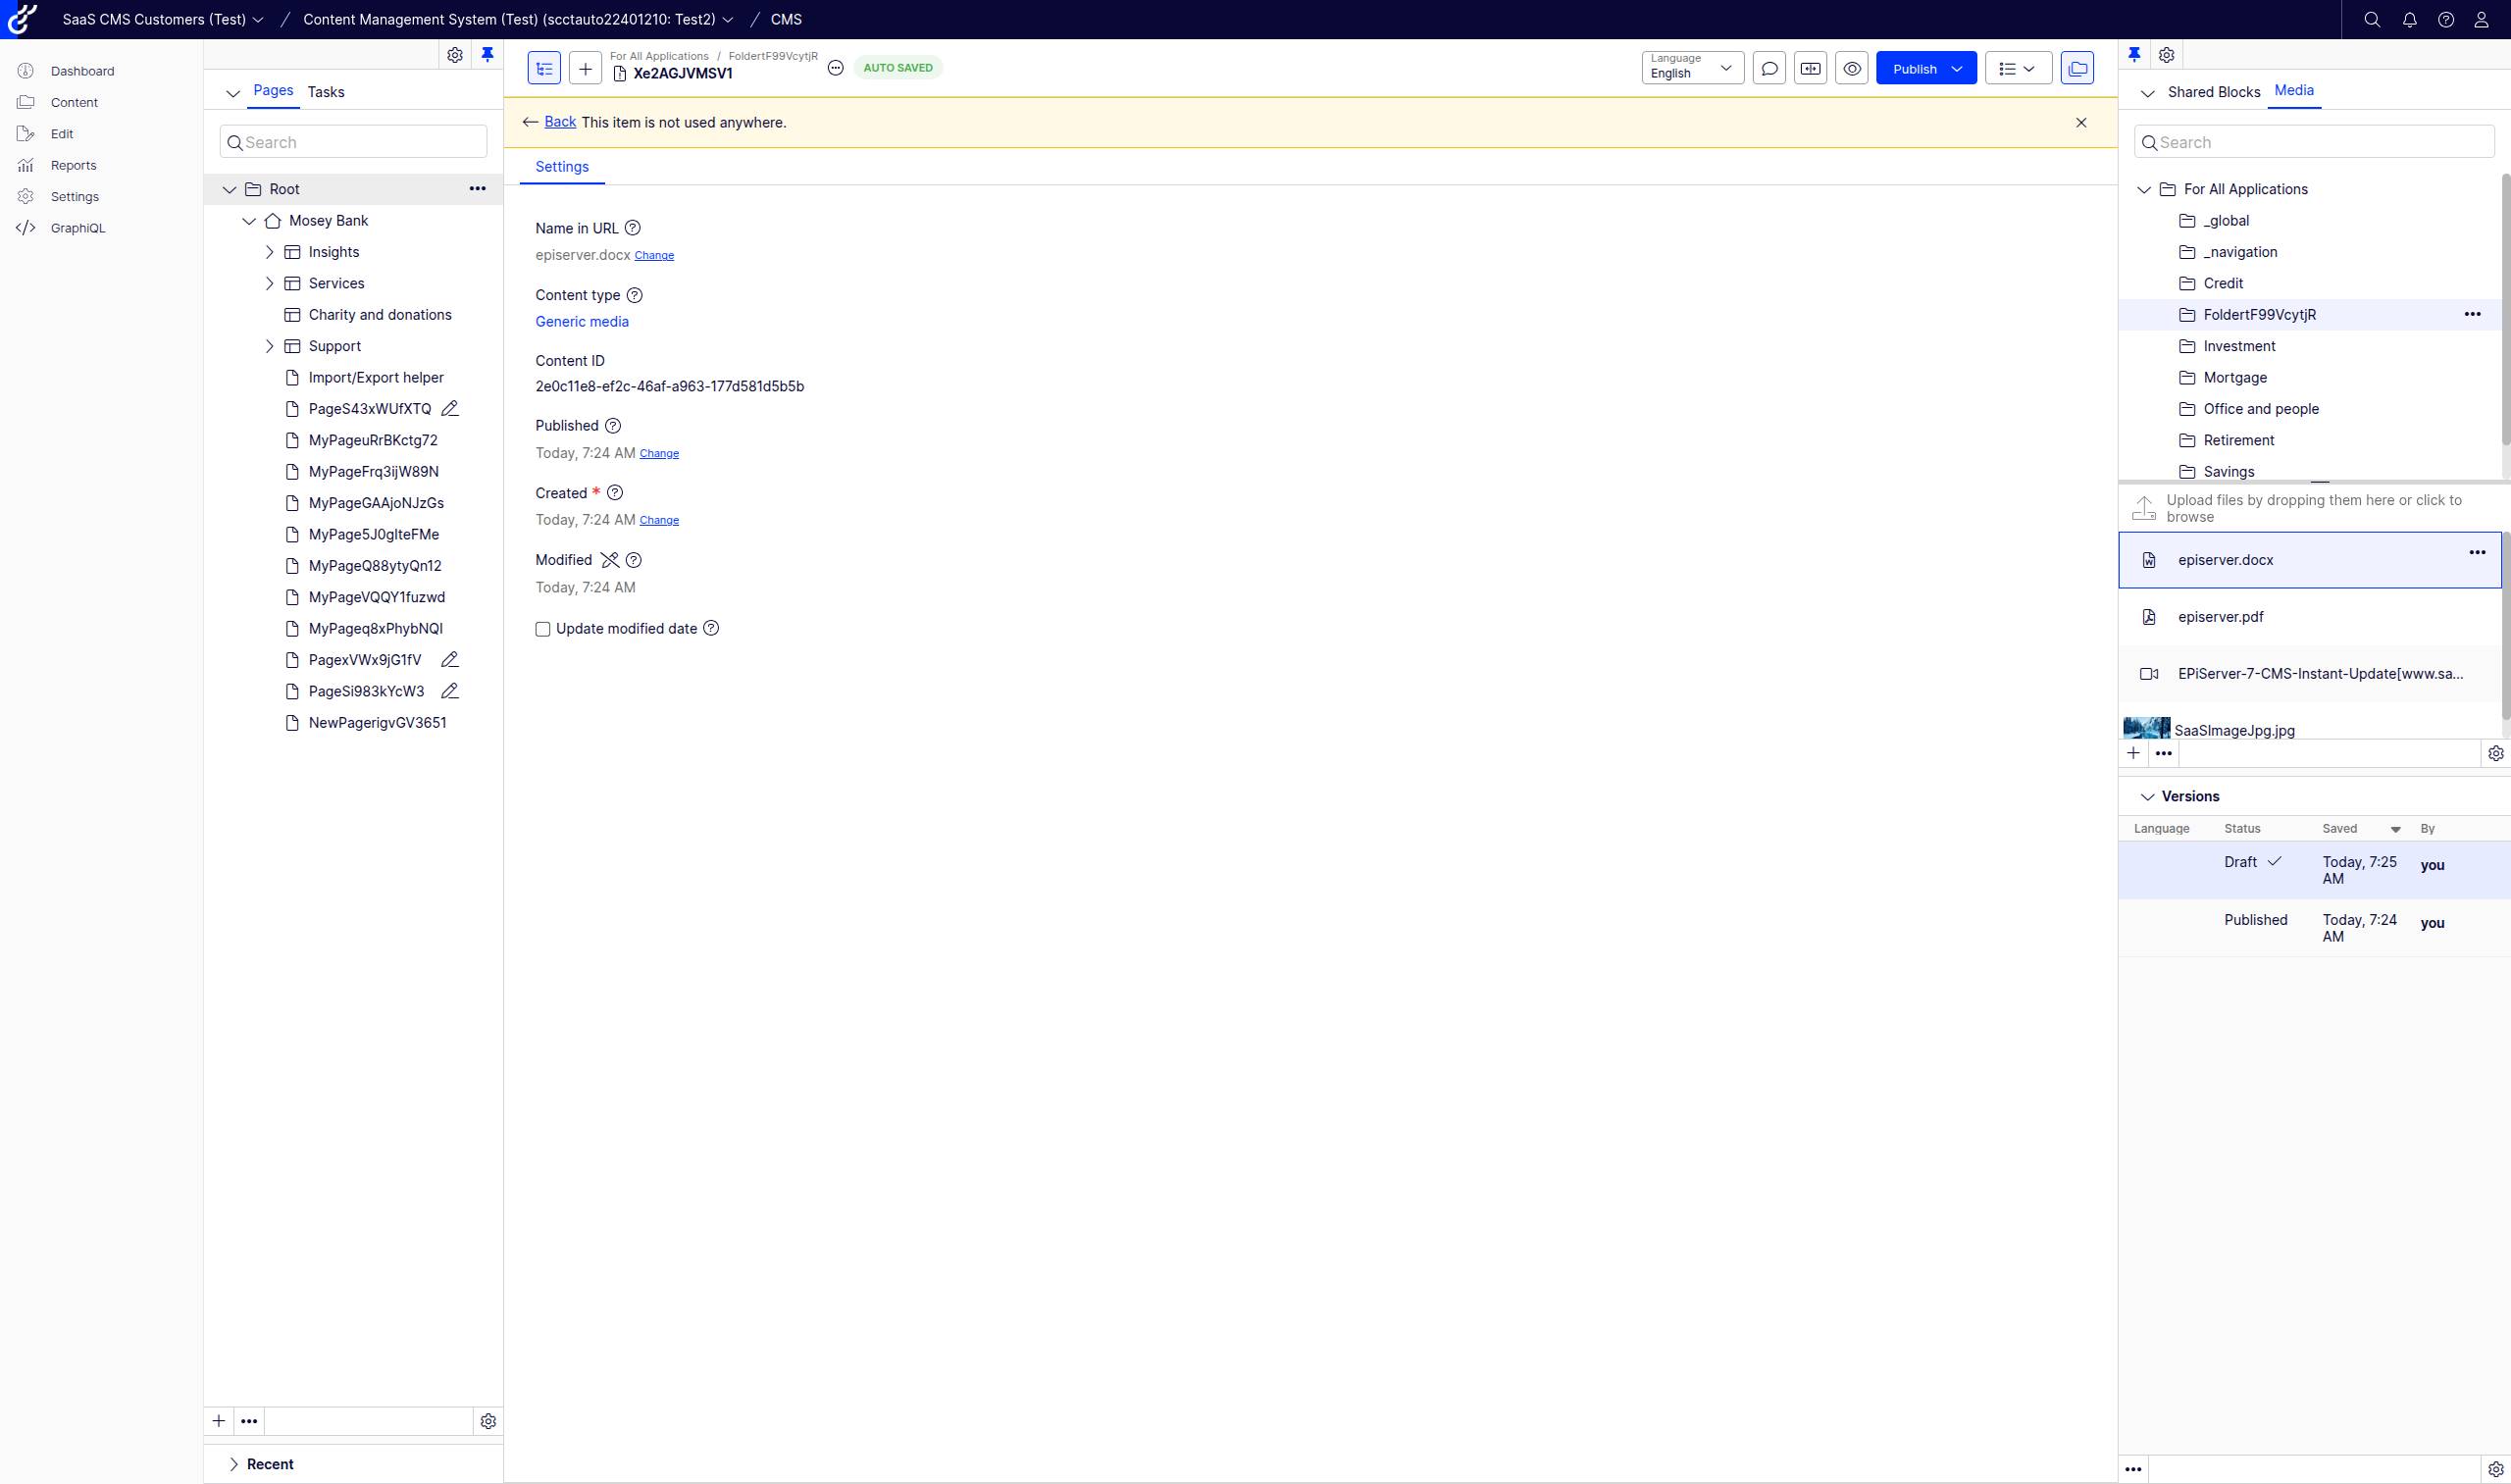 SaaS CMS Customers (Test) / Content Management System (Test) (scctauto22401210: Test2) / CMS
Dashboard
Content
Edit
Reports
Settings
GraphiQL
Pages Tasks
Search
Root
Mosey Bank
Insights
Services
Charity and donations
Support
Import/Export helper
PageS43xWUfXTQ
MyPageuRrBKctg72
MyPageFrq3ijW89N
MyPageGAAjoNJzGs
MyPageQ88ytyQn12
MyPageVQQY1fuzwd
PagexVWx9jG1fV
PageSi983kYcW3
NewPagerigvGV3651
Recent
For All Applications / FoldertF99VcytjR
Xe2AGJVMSV1
AUTO SAVED
Language
English
Publish
Back This item is not used anywhere.
Settings
Name in URL
episerver.docx Change
Content type
Generic media
Content ID
2e0c11e8-ef2c-46af-a963-177d581d5b5b
Published
Today, 7:24 AM Change
Created *
Today, 7:24 AM Change
Modified
Today, 7:24 AM
Update modified date
Shared Blocks Media
Search
For All Applications
_global
_navigation
Credit
FoldertF99VcytjR
Investment
Mortgage
Office and people
Retirement
Savings
Upload files by dropping them here or click to
browse
episerver.docx
episerver.pdf
EPiServer-7-CMS-Instant-Update[www.sa...
SaaSImageJpg.jpg
Versions
Language Status Saved By
Draft Today, 7:25 you
AM
Published Today, 7:24 you
AM